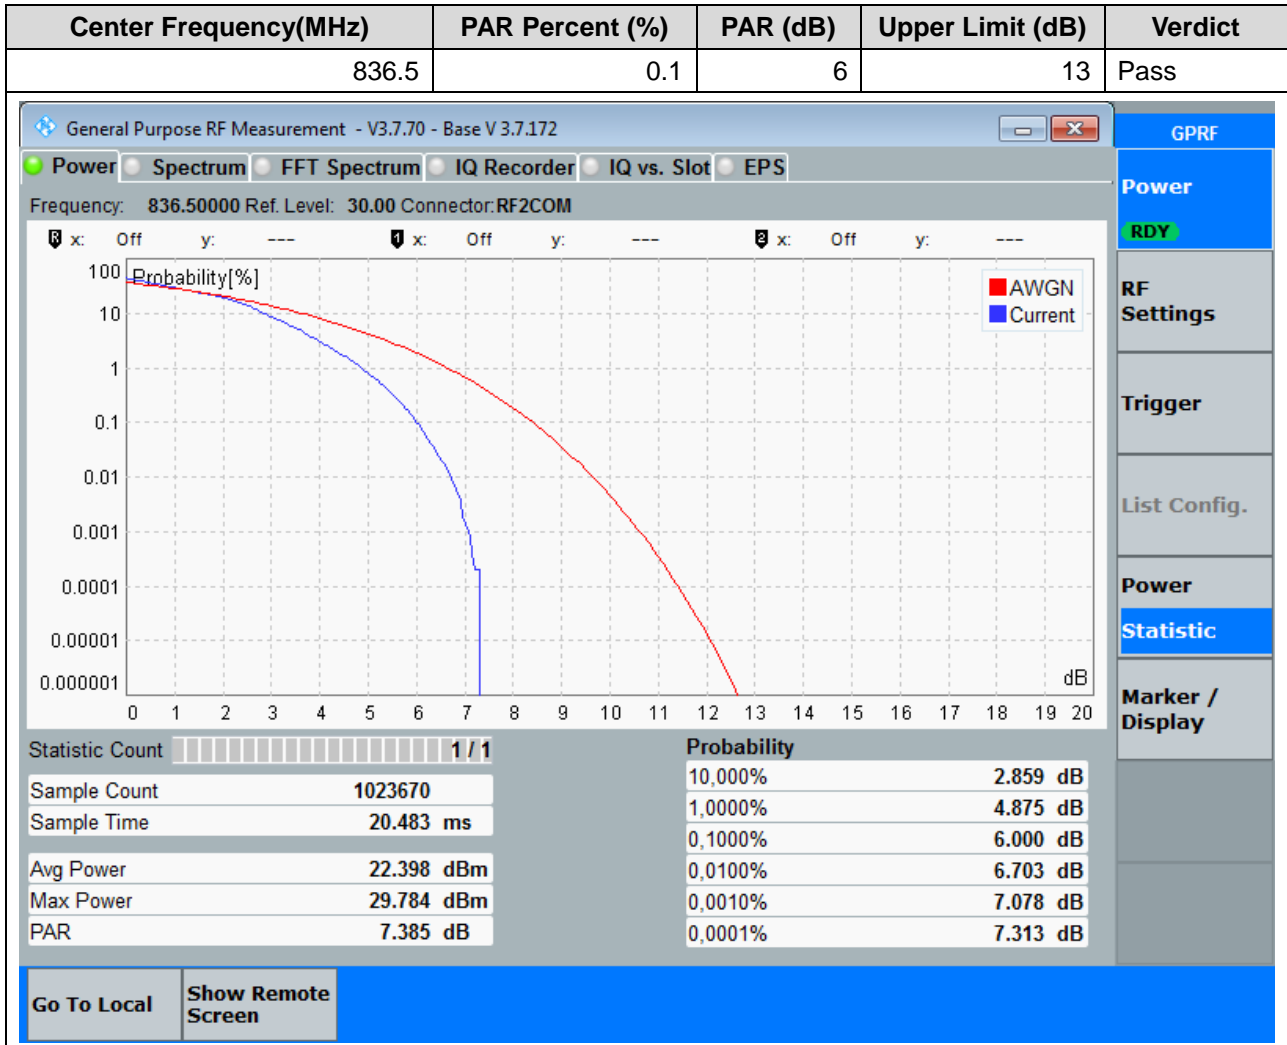 Center Frequency(MHz) PAR Percent (%) PAR (dB) Upper Limit (dB) Verdict
836.5 0.1 6 13 Pass
General Purpose RF Measurement - V3.7.70 - Base V 3.7.172
GPRF
Power Spectrum FFT Spectrum IQ Recorder IQ vs. Slot EPS
Frequency: 836.50000 Ref. Level: 30.00 Connector:RF2COM
R x: Off y: --- 1 x: Off y: --- 2 x: Off y: ---
Probability[%]
100
10
1
0.1
0.01
0.001
0.0001
0.00001
0.000001
AWGN
Current
dB
0 1 2 3 4 5 6 7 8 9 10 11 12 13 14 15 16 17 18 19 20
Statistic Count 1 / 1
Sample Count 1023670
Sample Time 20.483 ms
Avg Power 22.398 dBm
Max Power 29.784 dBm
PAR 7.385 dB
Probability
10,000% 2.859 dB
1,0000% 4.875 dB
0,1000% 6.000 dB
0,0100% 6.703 dB
0,0010% 7.078 dB
0,0001% 7.313 dB
Power
RDY
RF
Settings
Trigger
List Config.
Power
Statistic
Marker /
Display
Go To Local
Show Remote
Screen